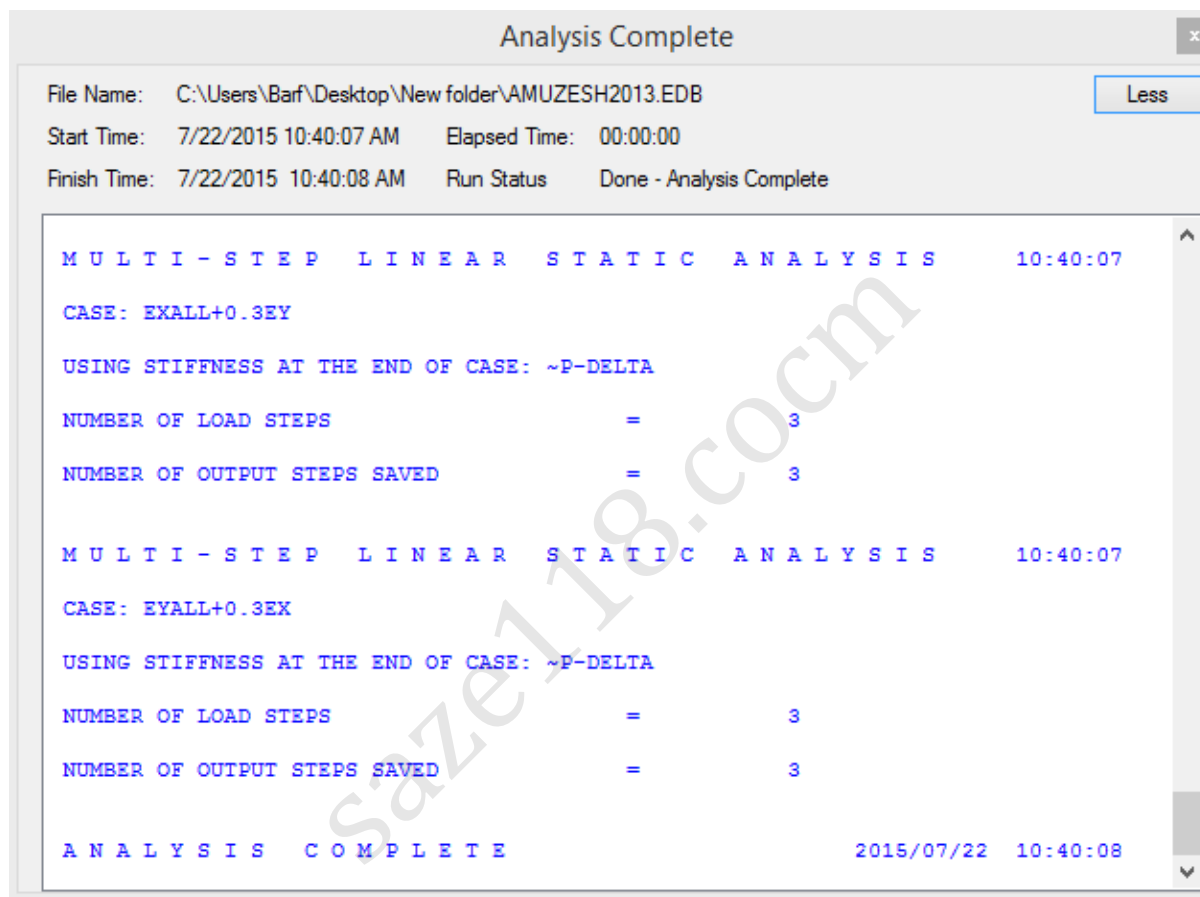 Analysis Complete
x
File Name: C:\Users\Barf\Desktop\New folder\AMUZESH2013.EDB
Less
Start Time: 7/22/2015 10:40:07 AM Elapsed Time: 00:00:00
Finish Time: 7/22/2015 10:40:08 AM Run Status Done - Analysis Complete
M U L T I - S T E P L I N E A R S T A T I C A N A L Y S I S 10:40:07
CASE: EXALL+0.3EY
USING STIFFNESS AT THE END OF CASE: ~P-DELTA
NUMBER OF LOAD STEPS = 3
NUMBER OF OUTPUT STEPS SAVED = 3
M U L T I - S T E P L I N E A R S T A T I C A N A L Y S I S 10:40:07
CASE: EYALL+0.3EX
USING STIFFNESS AT THE END OF CASE: ~P-DELTA
NUMBER OF LOAD STEPS = 3
NUMBER OF OUTPUT STEPS SAVED = 3
A N A L Y S I S C O M P L E T E 2015/07/22 10:40:08
saze118.cocm